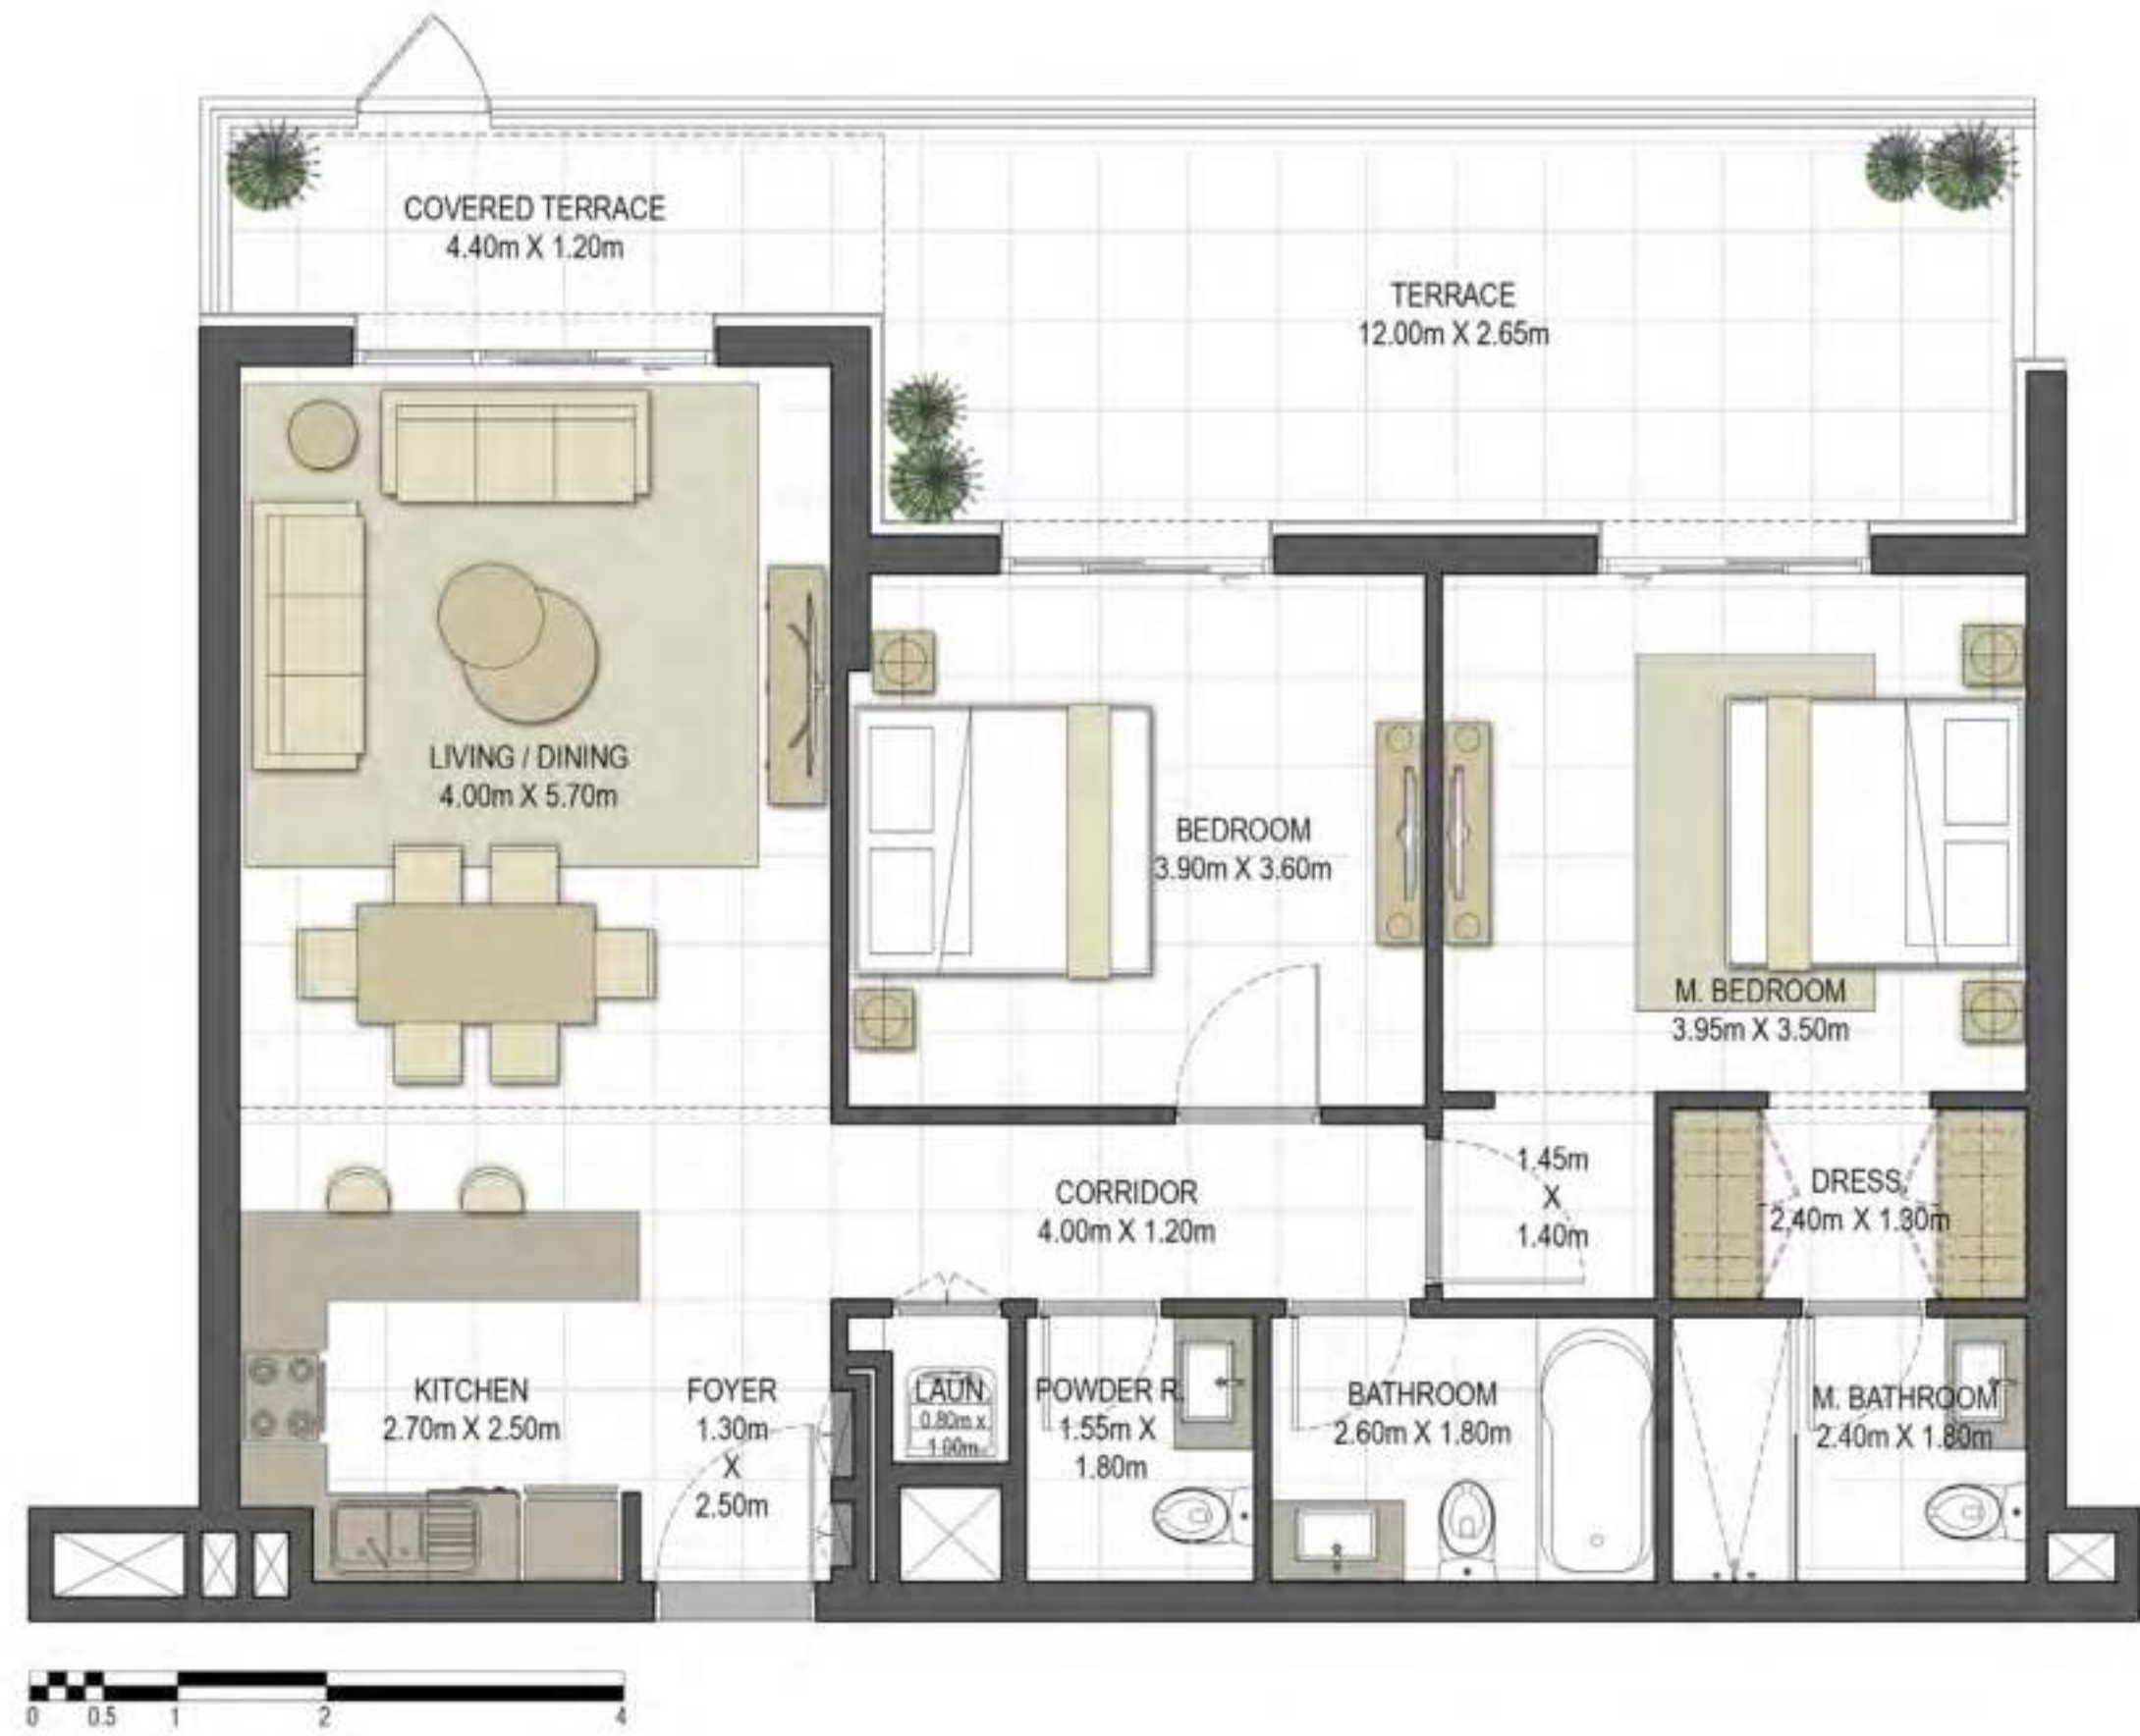 COVERED TERRACE
4.40m X 1.20m
TERRACE
12.00m X 2.65m
LIVING / DINING
4.00m X 5.70m
BEDROOM
3.90m X 3.60m
M. BEDROOM
3.95m X 3.50m
CORRIDOR
4.00m X 1.20m
1.45m
X
1.40m
DRESS.
2.40m X 1.30m
KITCHEN
2.70m X 2.50m
FOYER
1.30m
X
2.50m
LAUN.
0.80m x
1.00m
POWDER R.
1.55m X
1.80m
BATHROOM
2.60m X 1.80m
M. BATHROOM
2.40m X 1.80m
0 0.5 1 2 4